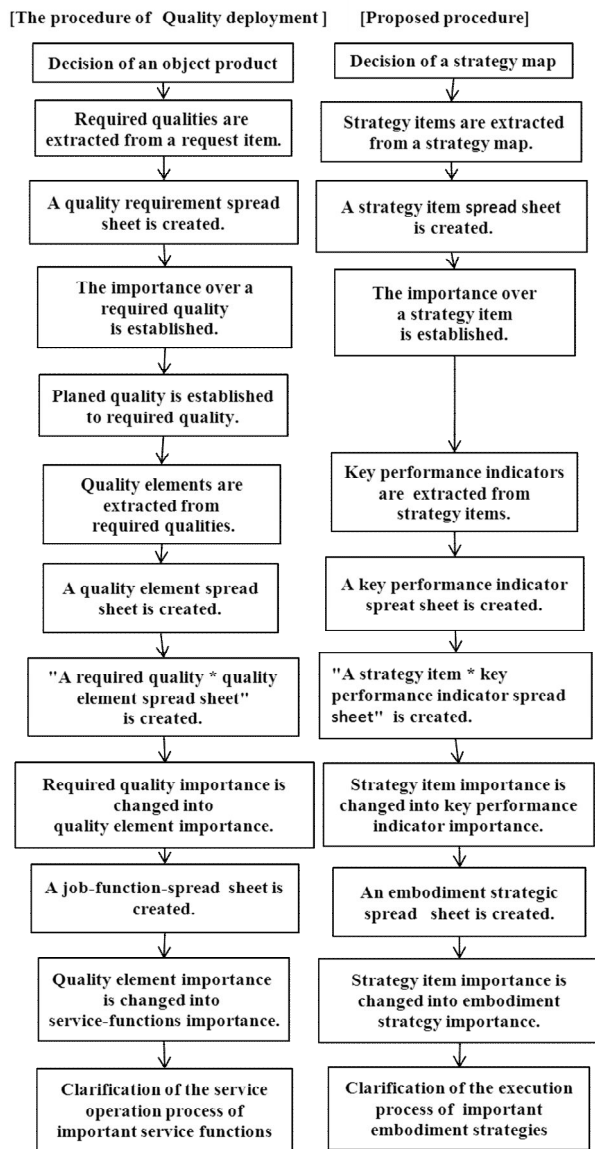 [The procedure of Quality deployment ]
Decision of an object product
Required qualities are
extracted from a request item.
A quality requirement spread
sheet is created.
The importance over a
required quality
is established.
Planed quality is established
to required quality.
Quality elements are
extracted from
required qualities.
A quality element spread
sheet is created.
"A required quality * quality
element spread sheet"
is created.
Required quality importance is
changed into
quality element importance.
A job-function-spread sheet is
created.
Quality element importance
is changed into
service-functions importance.
Clarification of the service
operation process of
important service functions
[Proposed procedure]
Decision of a strategy map
Strategy items are extracted
from a strategy map.
A strategy item spread sheet
is created.
The importance over
a strategy item
is established.
Key performance indicators
are extracted from
strategy items.
A key performance indicator
spreat sheet is created.
"A strategy item * key
performance indicator spread
sheet" is created.
Strategy item importance is
changed into key performance
indicator importance.
An embodiment strategic
spread sheet is created.
Strategy item importance is
changed into embodiment
strategy importance.
Clarification of the execution
process of important
embodiment strategies